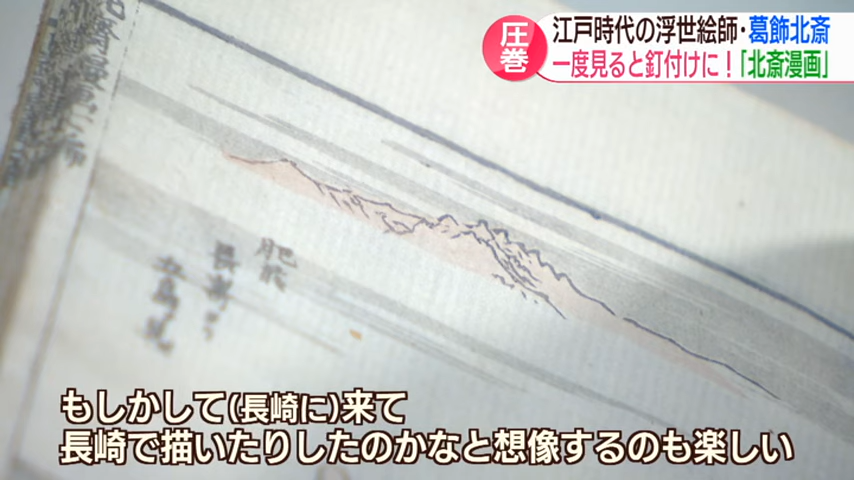 圧巻
江戸時代の浮世絵師・葛飾北斎
一度見ると釘付けに!「北斎漫画」
肥前
長崎より
五島を見
もしかして(長崎に)来て
長崎で描いたりしたのかなと想像するのも楽しい